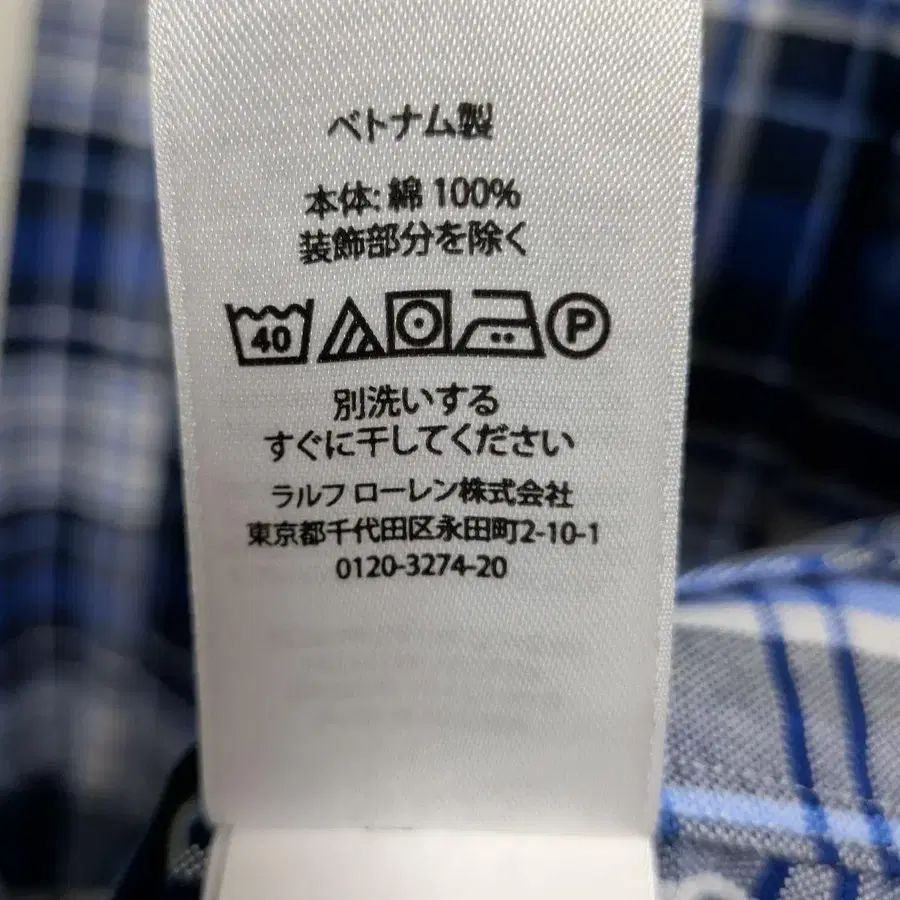 ベトナム製
本体: 綿 100%
装飾部分を除く
40 P
別洗いする
すぐに干してください
ラルフ ローレン株式会社
東京都千代田区永田町2-10-1
0120-3274-20